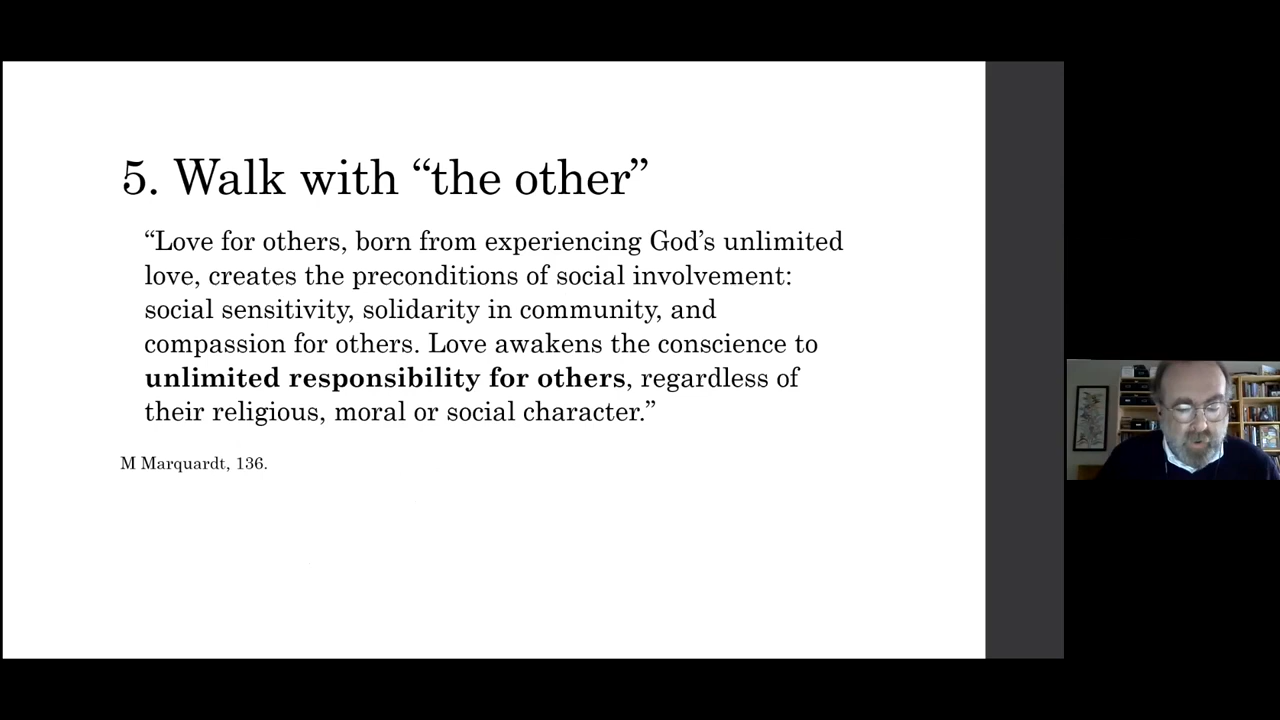 5. Walk with “the other”
“Love for others, born from experiencing God’s unlimited
love, creates the preconditions of social involvement:
social sensitivity, solidarity in community, and
compassion for others. Love awakens the conscience to
unlimited responsibility for others, regardless of
their religious, moral or social character.”
M Marquardt, 136.